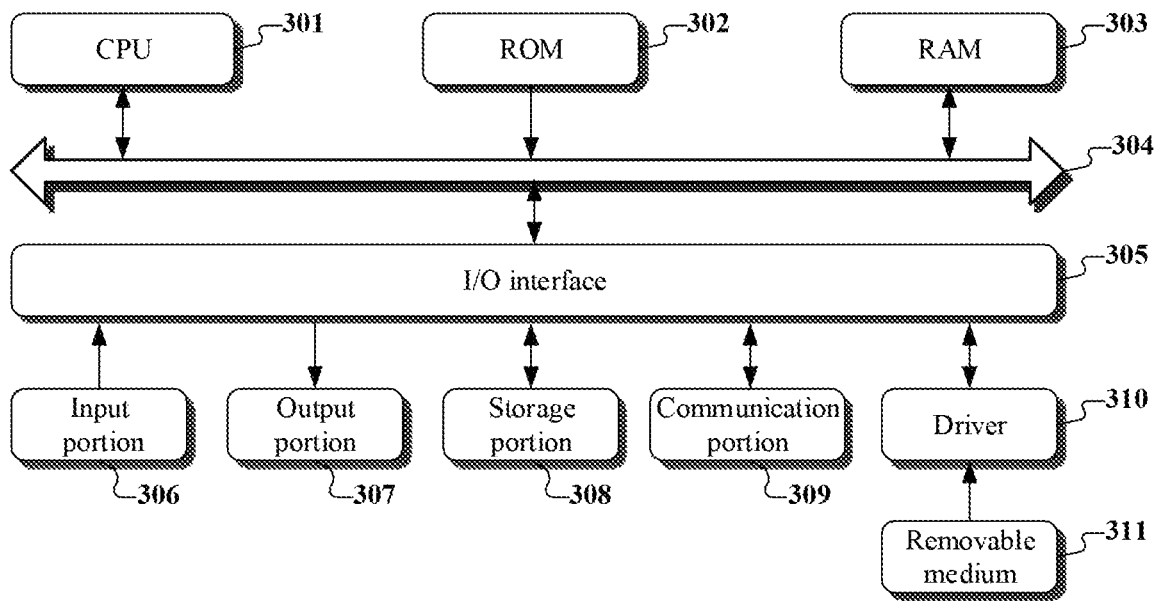 CPU
301
ROM
302
RAM
303
304
I/O interface
305
Input
portion
306
Output
portion
307
Storage
portion
308
Communication
portion
309
Driver
310
Removable
medium
311